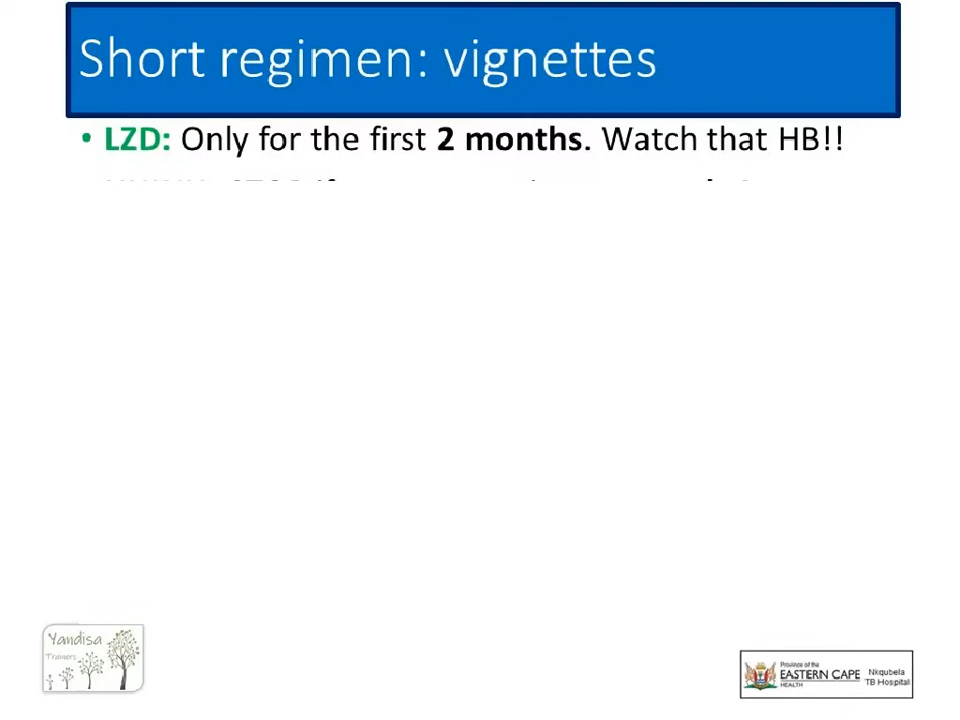 Short regimen: vignettes
• LZD: Only for the first 2 months. Watch that HB!!
Yandisa
Trainers
Province of the
EASTERN CAPE
HEALTH
Nkqubela
TB Hospital